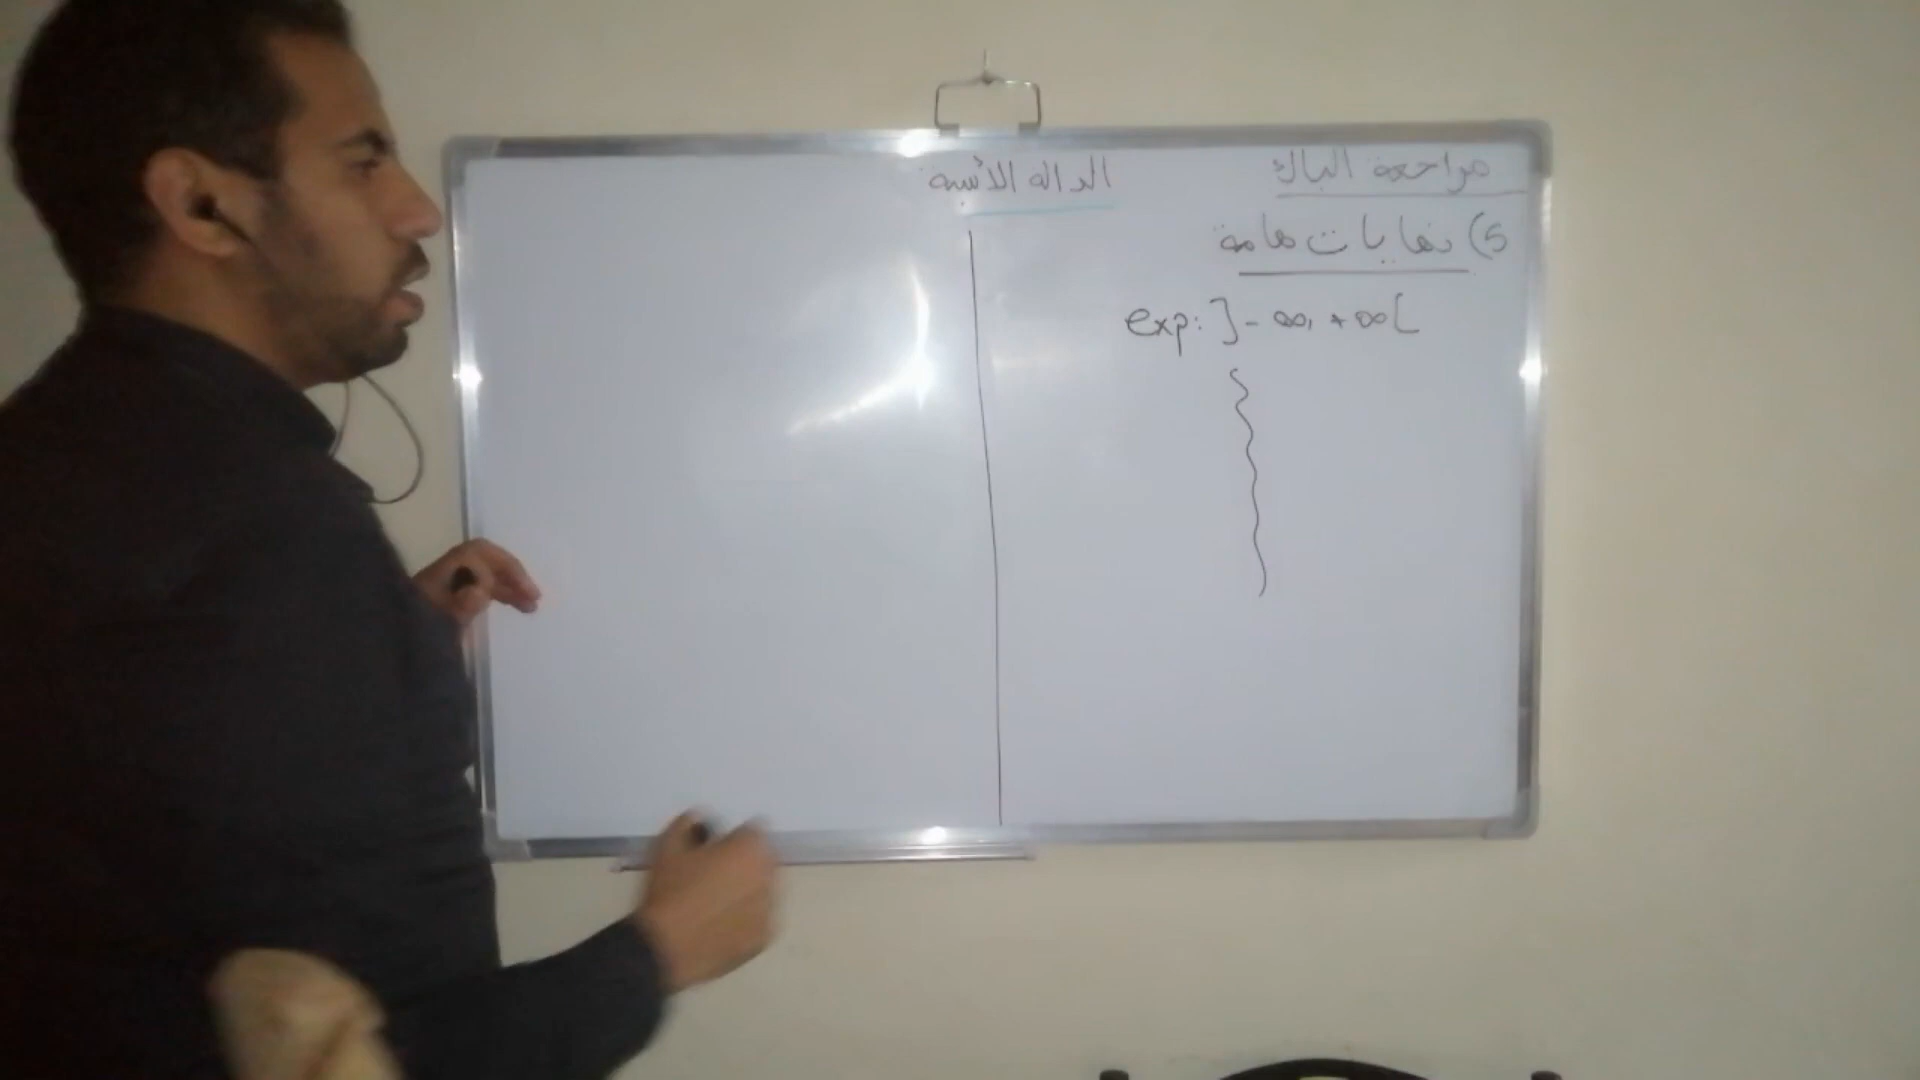 مراجعة الباك
الدالة الأسية
5) نهايات هامة
exp: ]-∞, +∞[